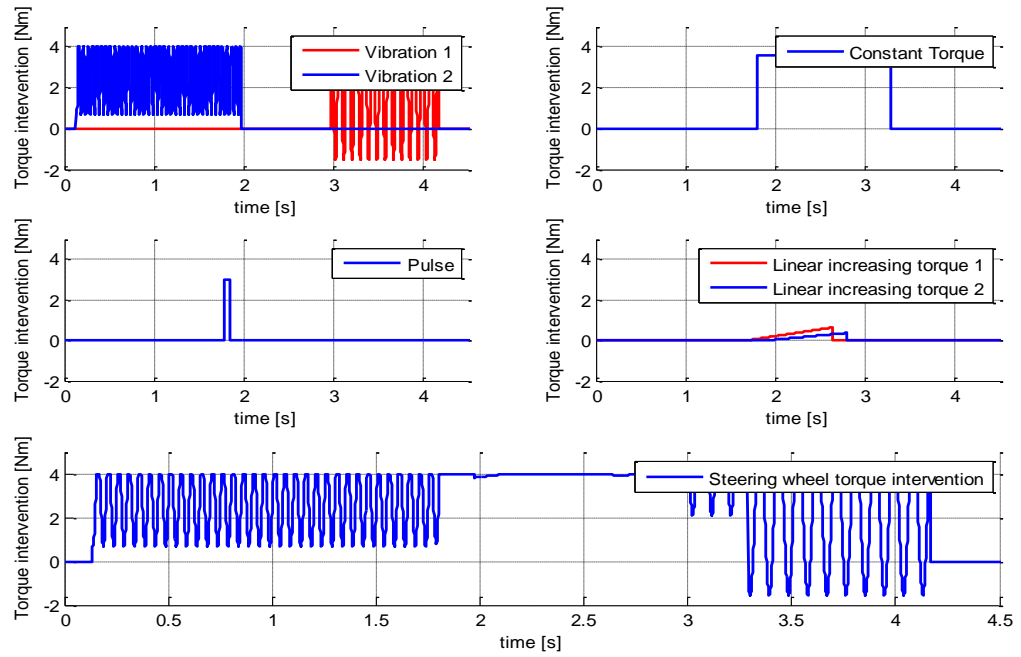 Torque intervention [Nm]
4
2
0
-2
Vibration 1
Vibration 2
0 1 2 3 4
time [s]
Torque intervention [Nm]
4
2
0
-2
Constant Torque
0 1 2 3 4
time [s]
Torque intervention [Nm]
4
2
0
-2
Pulse
0 1 2 3 4
time [s]
Torque intervention [Nm]
4
2
0
-2
Linear increasing torque 1
Linear increasing torque 2
0 1 2 3 4
time [s]
Torque intervention [Nm]
4
2
0
-2
Steering wheel torque intervention
0 0.5 1 1.5 2 2.5 3 3.5 4 4.5
time [s]